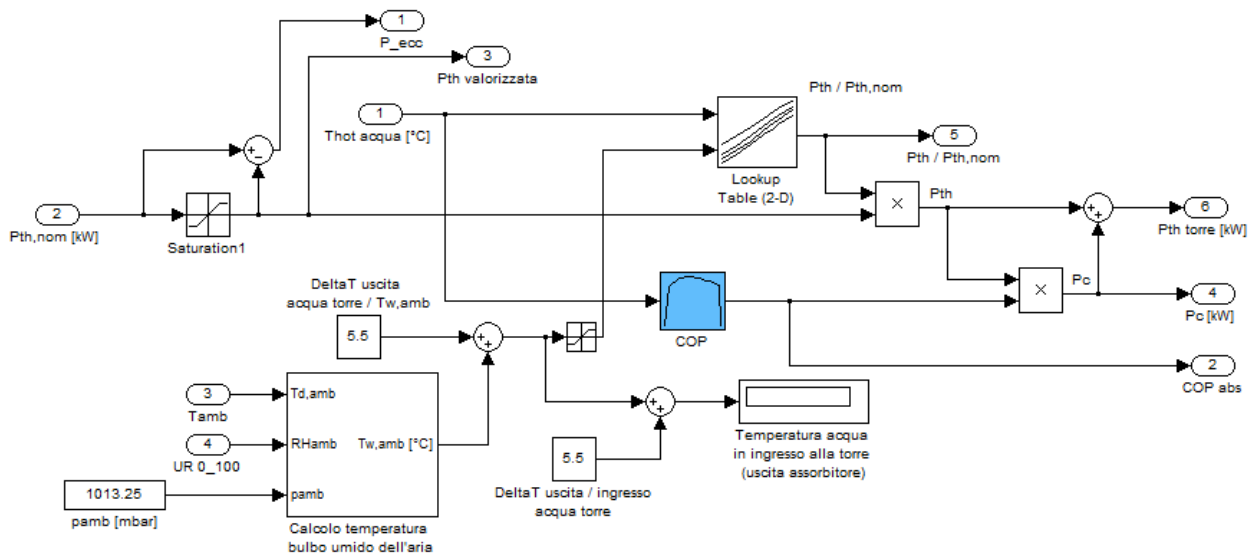 1
P_ecc
3
Pth valorizzata
1
Thot acqua [°C]
Pth / Pth,nom
Lookup
Table (2-D)
5
Pth / Pth,nom
2
Pth,nom [kW]
Saturation1
+
−
×
Pth
+
+
6
Pth torre [kW]
×
Pc
4
Pc [kW]
COP
2
COP abs
DeltaT uscita
acqua torre / Tw,amb
5.5
+
+
3
Tamb
4
UR 0_100
1013.25
pamb [mbar]
Td,amb
RHamb
pamb
Tw,amb [°C]
Calcolo temperatura
bulbo umido dell'aria
5.5
DeltaT uscita / ingresso
acqua torre
+
+
Temperatura acqua
in ingresso alla torre
(uscita assorbitore)